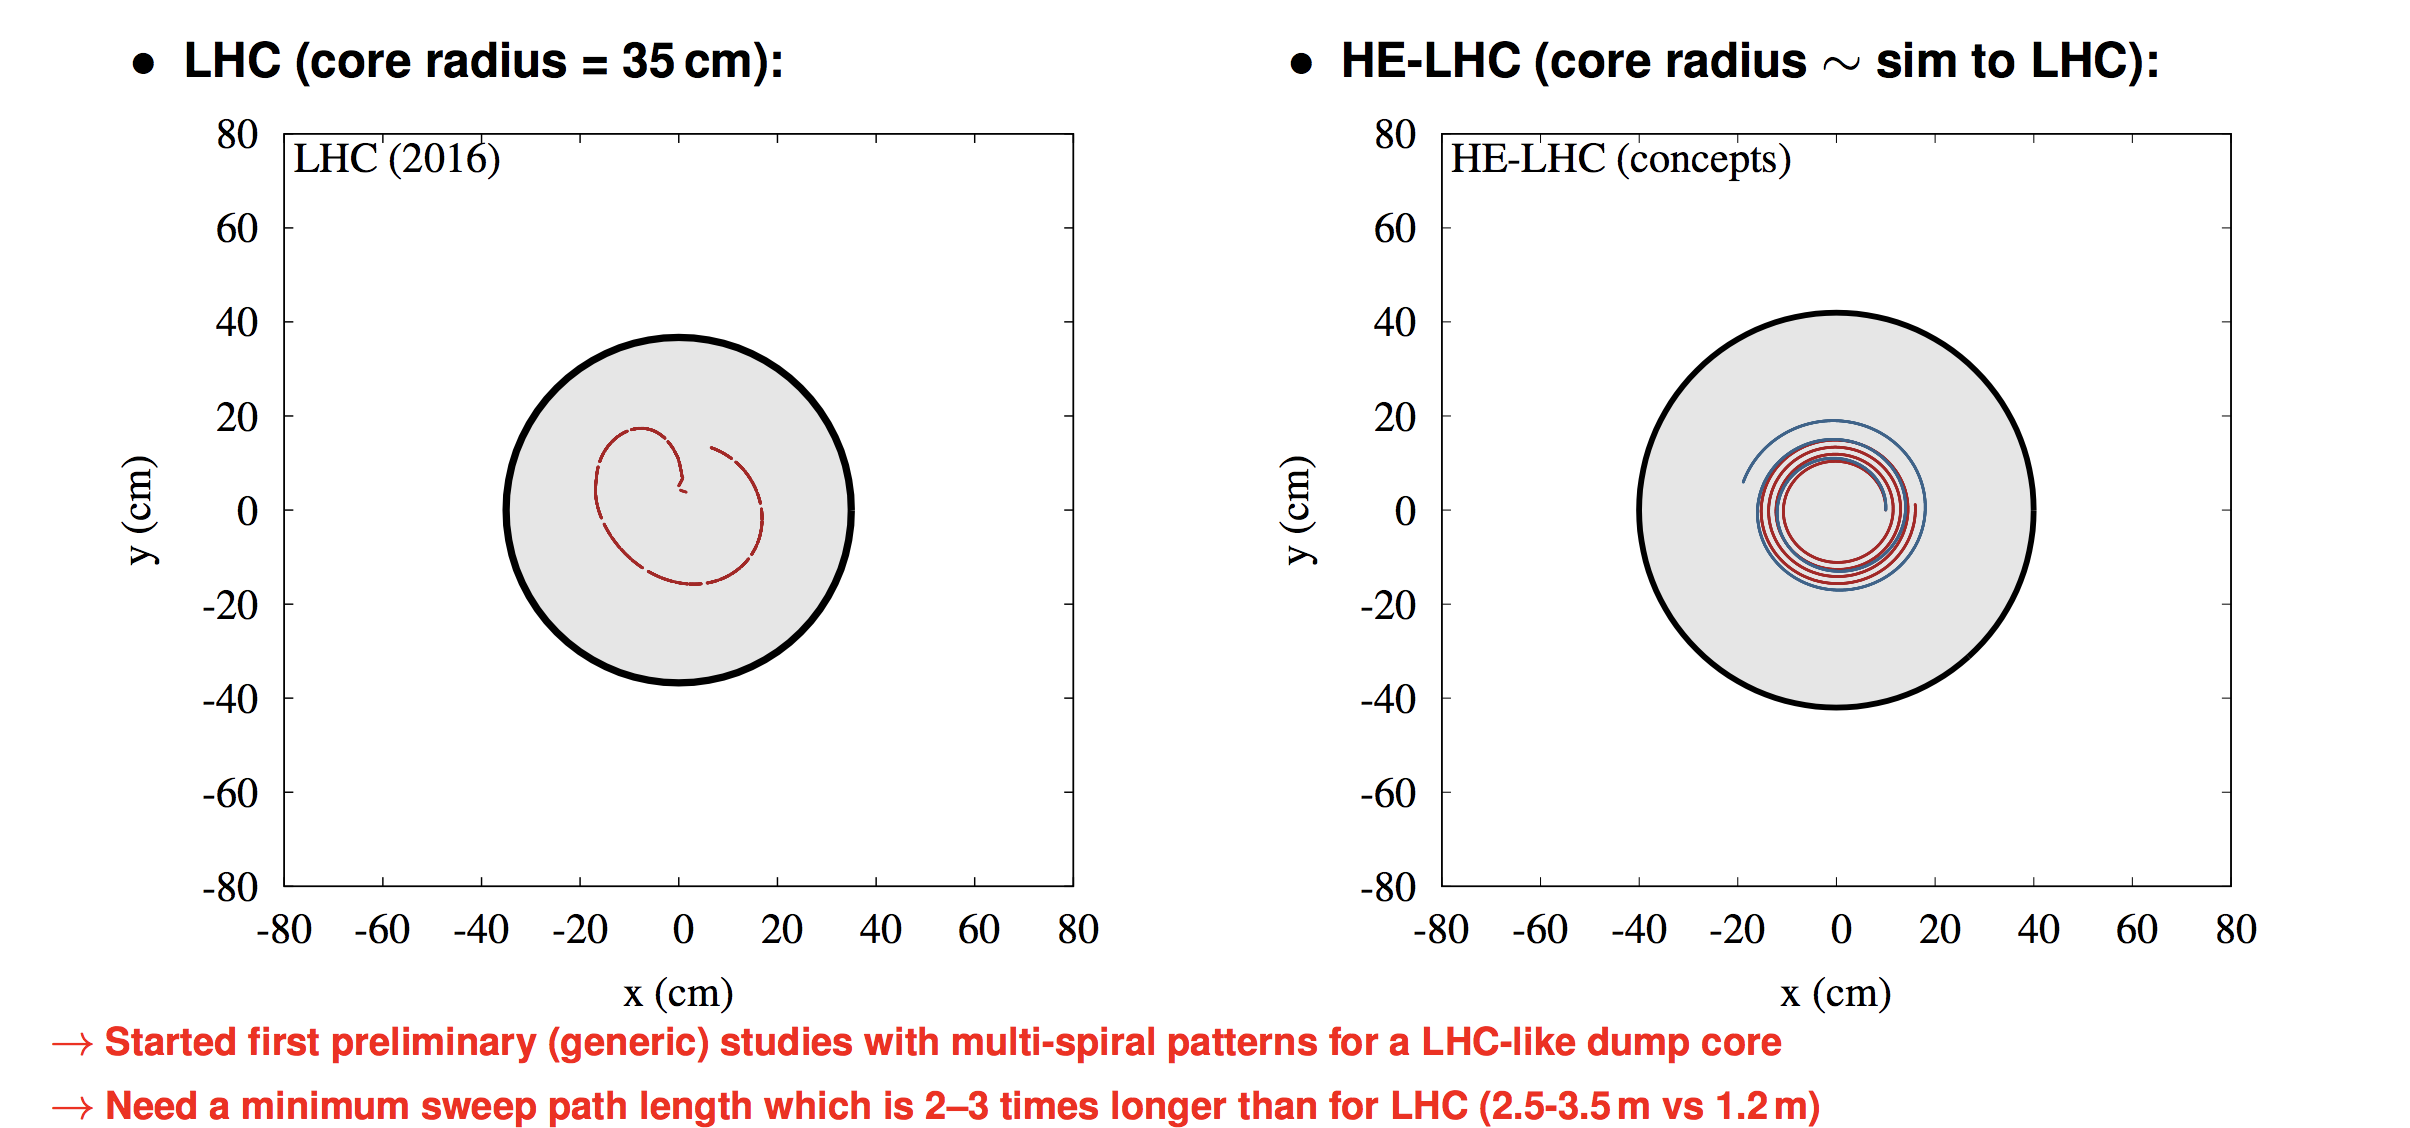 ● LHC (core radius = 35 cm):
80
LHC (2016)
60
40
20
0
-20
-40
-60
-80
-80 -60 -40 -20 0 20 40 60 80
y (cm)
x (cm)
● HE-LHC (core radius ∼ sim to LHC):
80
HE-LHC (concepts)
60
40
20
0
-20
-40
-60
-80
-80 -60 -40 -20 0 20 40 60 80
y (cm)
x (cm)
→ Started first preliminary (generic) studies with multi-spiral patterns for a LHC-like dump core
→ Need a minimum sweep path length which is 2–3 times longer than for LHC (2.5-3.5 m vs 1.2 m)